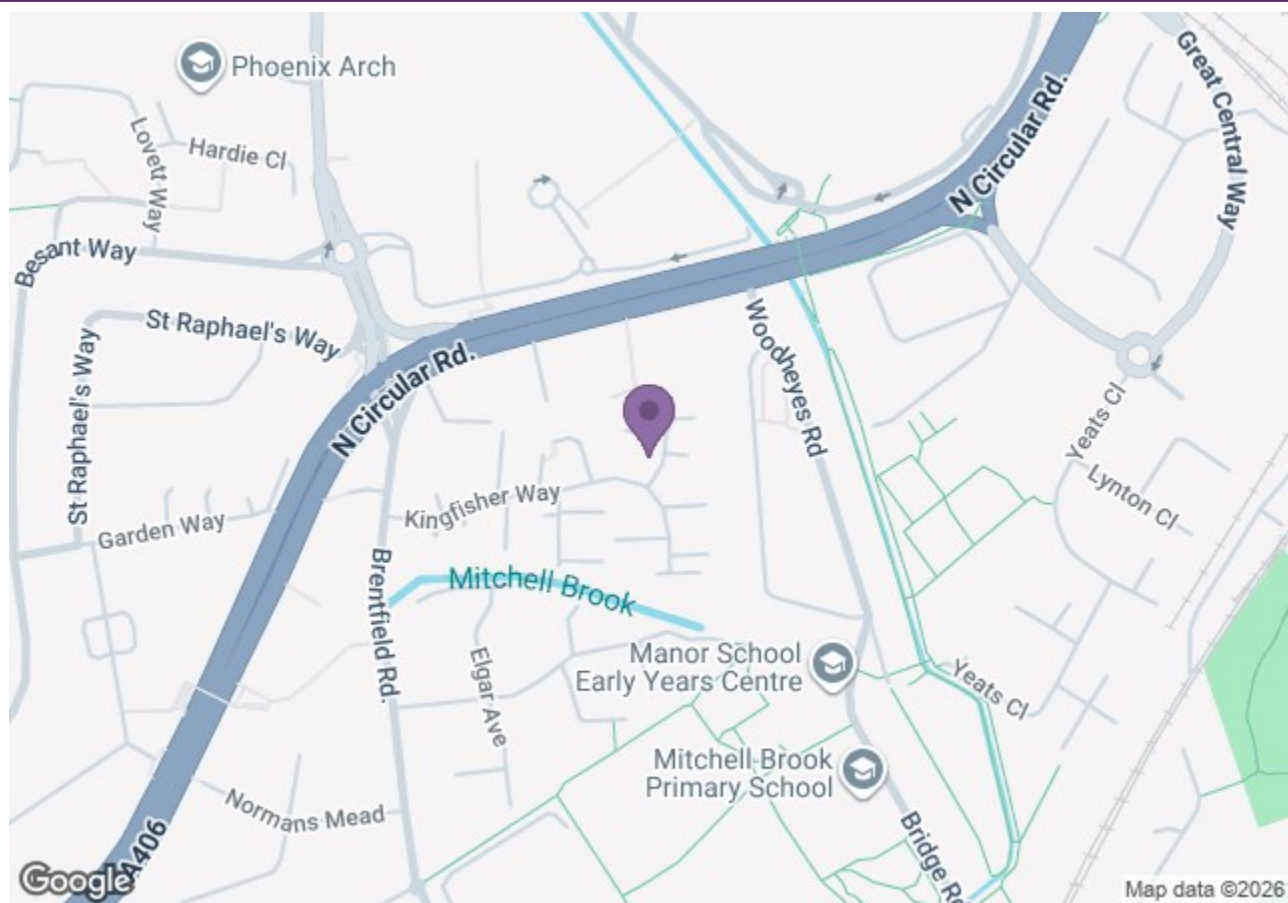 Phoenix Arch
Great Central Way
Lovett Way
Hardie Cl
N Circular Rd.
Besant Way
St Raphael's Way
Woodheyes Rd
N Circular Rd.
St Raphael's Way
Yeats Cl
Lynton Cl
Kingfisher Way
Garden Way
Brentfield Rd.
Mitchell Brook
Manor School
Early Years Centre
Elgar Ave
Yeats Cl
Mitchell Brook
Primary School
Normans Mead
A406
Bridge Rd
Google
Map data ©2026